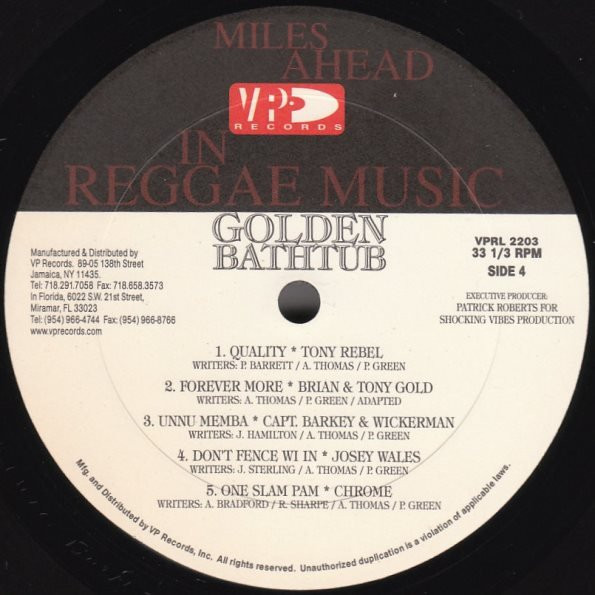 MILES
AHEAD
VP
RECORDS
IN
REGGAE MUSIC
GOLDEN
BATHTUB
Manufactured & Distributed by
VP Records. 89-05 138th Street
Jamaica, NY 11435.
Tel: 718.291.7058 Fax: 718.658.3573
In Florida, 6022 S.W. 21st Street,
Miramar, FL 33023
Tel: (954) 966-4744 Fax: (954) 966-8766
www.vprecords.com
VPRL 2203
33 1/3 RPM
SIDE 4
EXECUTIVE PRODUCER:
PATRICK ROBERTS FOR
SHOCKING VIBES PRODUCTION
1. QUALITY * TONY REBEL
WRITERS: P. BARRETT / A. THOMAS / P. GREEN
2. FOREVER MORE * BRIAN & TONY GOLD
WRITERS: A. THOMAS / P. GREEN / ADAPTED
3. UNNU MEMBA * CAPT. BARKEY & WICKERMAN
WRITERS: J. HAMILTON / A. THOMAS / P. GREEN
4. DON'T FENCE WI IN * JOSEY WALES
WRITERS: J. STERLING / A. THOMAS / P. GREEN
5. ONE SLAM PAM * CHROME
WRITERS: A. BRADFORD / R. SHARPE / A. THOMAS / P. GREEN
Mfg. and Distributed by VP Records, Inc. All rights reserved. Unauthorized duplication is a violation of applicable laws.